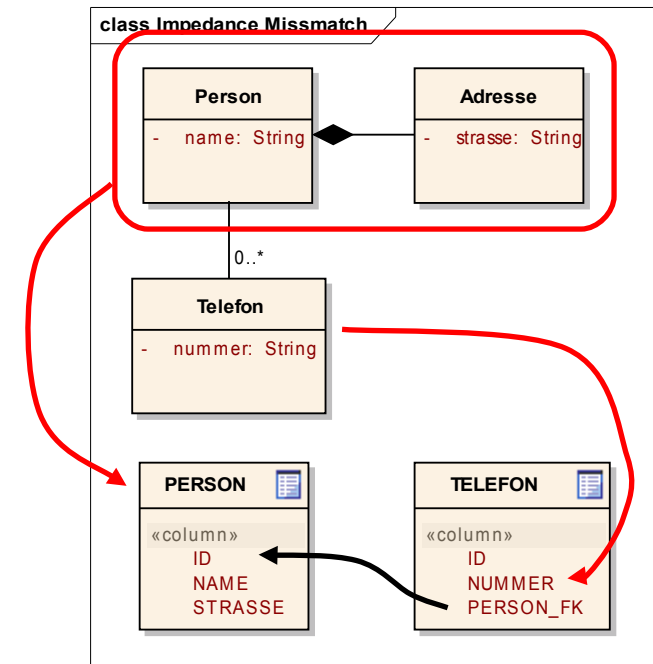 class Impedance Missmatch
Person
- name: String
Adresse
- strasse: String
0..*
Telefon
- nummer: String
PERSON
«column»
ID
NAME
STRASSE
TELEFON
«column»
ID
NUMMER
PERSON_FK